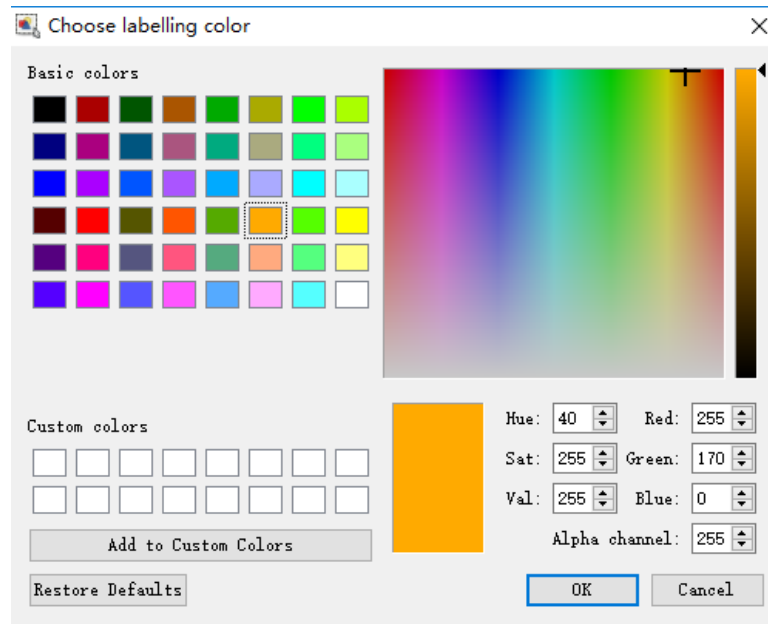 Choose labelling color
Basic colors
Custom colors
Add to Custom Colors
Restore Defaults
Hue: 40 Red: 255
Sat: 255 Green: 170
Val: 255 Blue: 0
Alpha channel: 255
OK Cancel